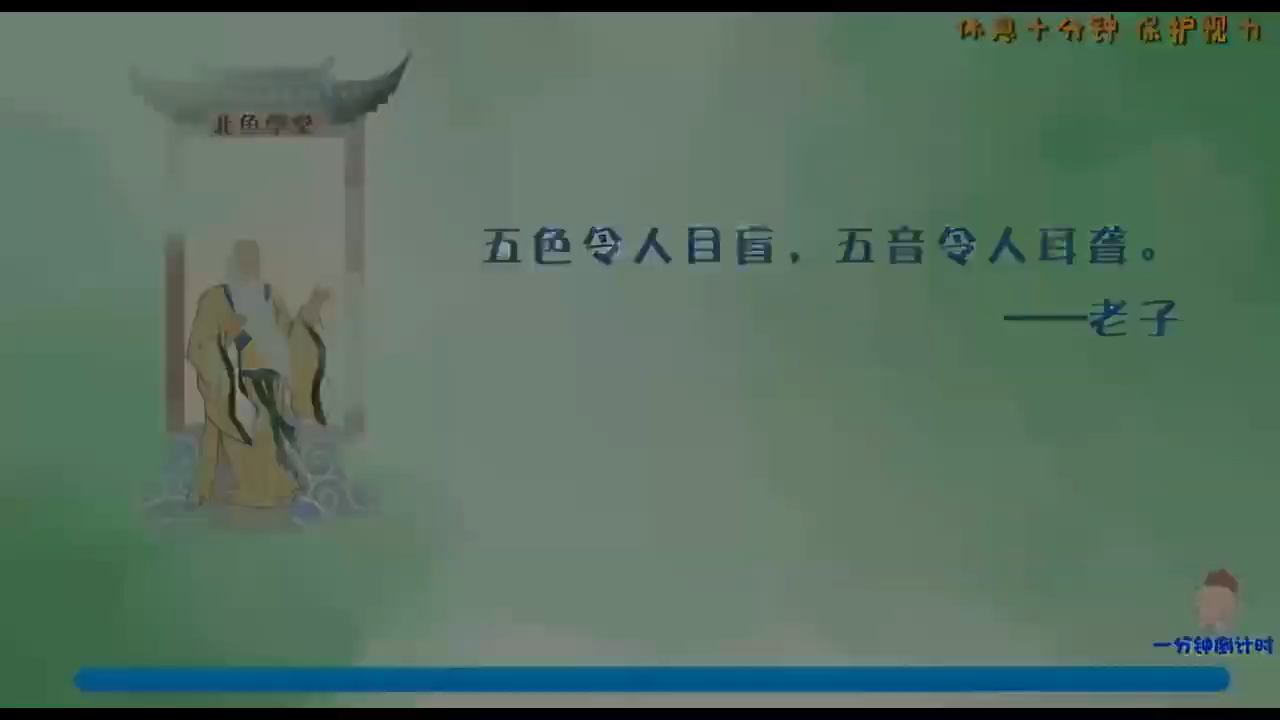 休息十分钟 保护视力
北鱼学堂
五色令人目盲，五音令人耳聋。
——老子
一分钟倒计时